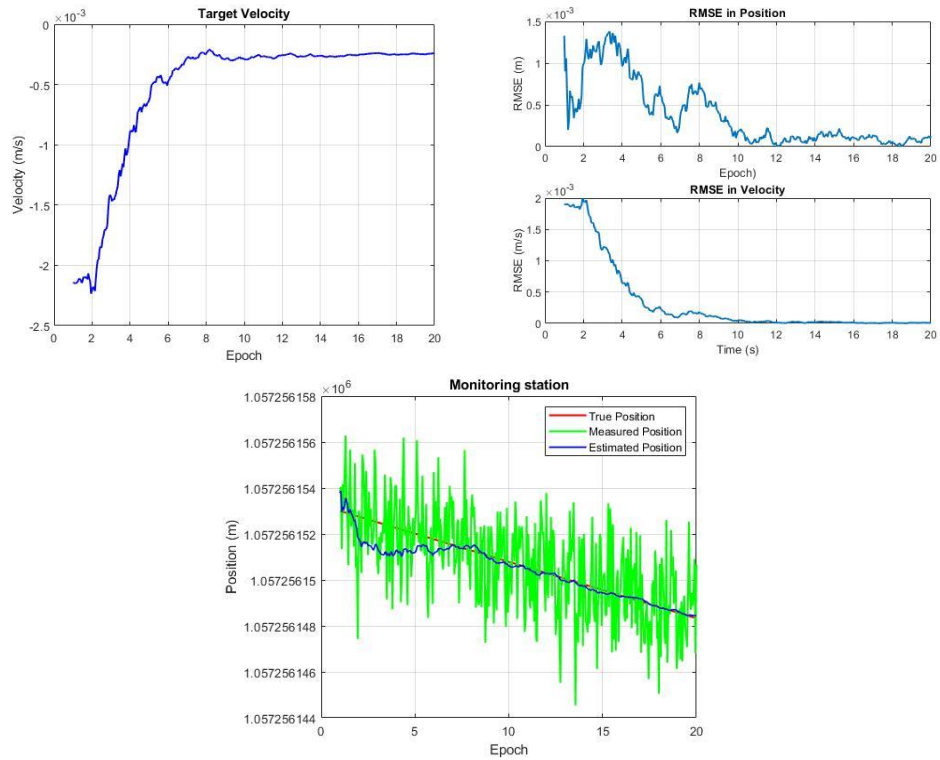 Target Velocity
× 10⁻³
0
-0.5
-1
-1.5
-2
-2.5
0 2 4 6 8 10 12 14 16 18 20
Velocity (m/s)
Epoch
RMSE in Position
× 10⁻³
1.5
1
0.5
0
0 2 4 6 8 10 12 14 16 18 20
RMSE (m)
Epoch)
RMSE in Velocity
× 10⁻³
2
1.5
1
0.5
0
0 2 4 6 8 10 12 14 16 18 20
RMSE (m/s)
Time (s)
Monitoring station
× 10⁶
1.057256158
1.057256156
1.057256154
1.057256152
1.05725615
1.057256148
1.057256146
1.057256144
0 5 10 15 20
Position (m)
Epoch
True Position
Measured Position
Estimated Position